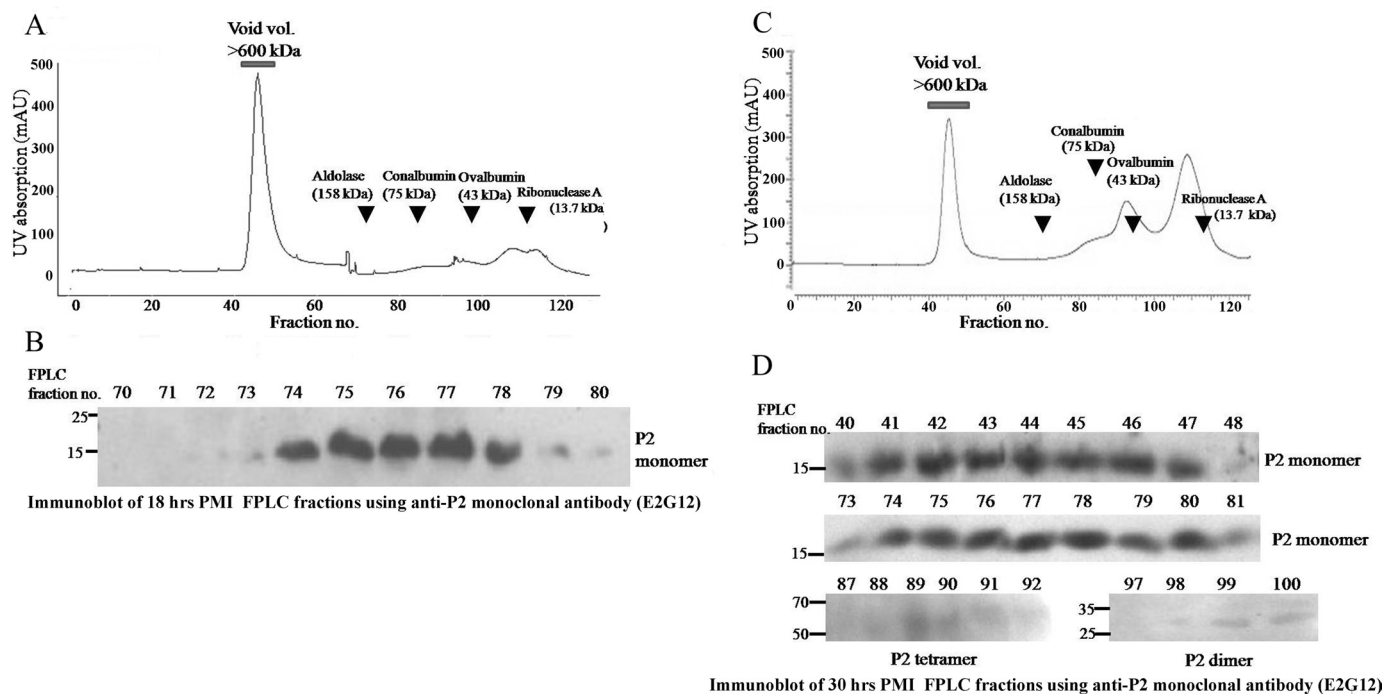 A
Void vol.
>600 kDa
500
400
300
200
100
0
UV absorption (mAU)
Aldolase
(158 kDa)
Conalbumin
(75 kDa)
Ovalbumin
(43 kDa)
Ribonuclease A
(13.7 kDa
)
0 20 40 60 80 100 120
Fraction no.
B
FPLC
fraction no. 70 71 72 73 74 75 76 77 78 79 80
25
15
P2
monomer
Immunoblot of 18 hrs PMI FPLC fractions using anti-P2 monoclonal antibody (E2G12)
C
Void vol.
>600 kDa
500
400
300
200
100
0
UV absorption (mAU)
Conalbumin
(75 kDa)
Aldolase
(158 kDa)
Ovalbumin
(43 kDa)
Ribonuclease A
(13.7 kDa)
0 20 40 60 80 100 120
Fraction no.
D
FPLC
fraction no. 40 41 42 43 44 45 46 47 48
15
P2 monomer
73 74 75 76 77 78 79 80 81
15
P2 monomer
87 88 89 90 91 92
70
50
P2 tetramer
97 98 99 100
35
25
P2 dimer
Immunoblot of 30 hrs PMI FPLC fractions using anti-P2 monoclonal antibody (E2G12)